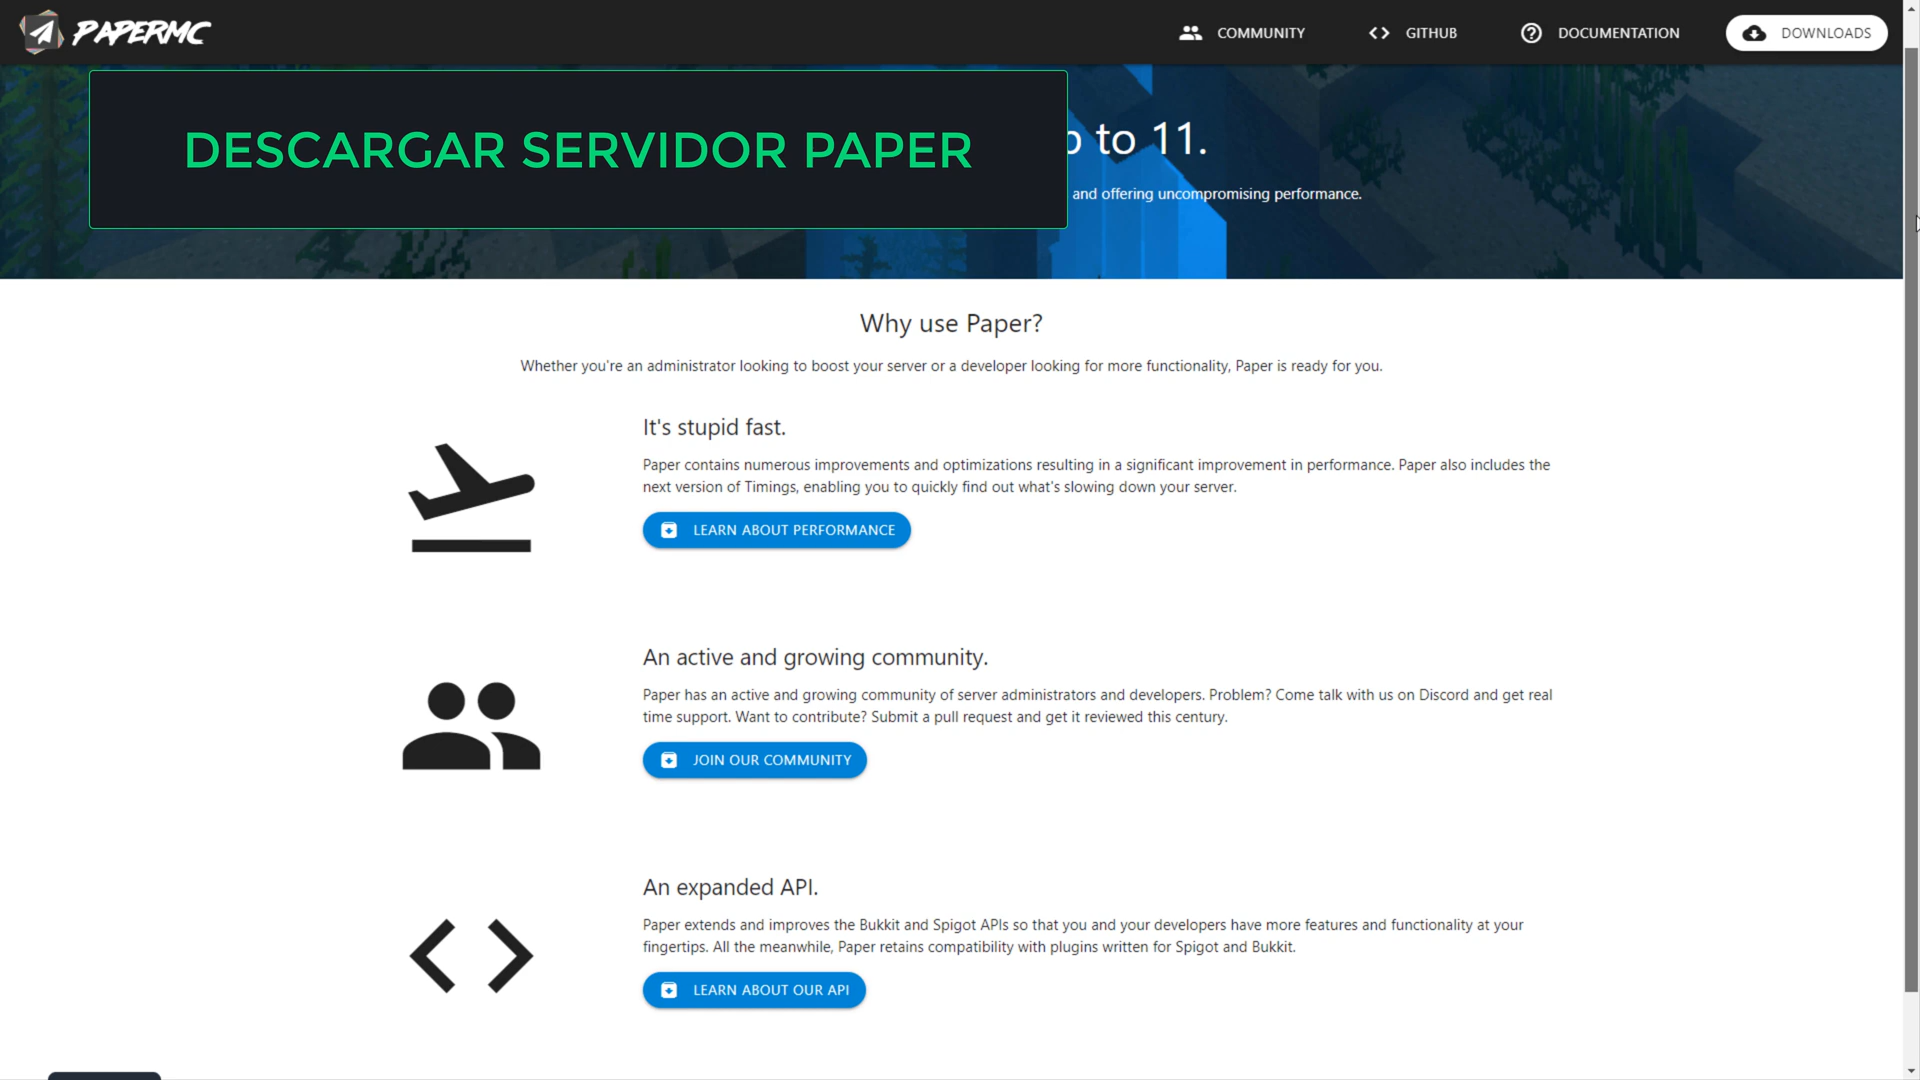 PAPERMC
COMMUNITY
GITHUB
DOCUMENTATION
DOWNLOADS
DESCARGAR SERVIDOR PAPER
to 11.
and offering uncompromising performance.
Why use Paper?
Whether you're an administrator looking to boost your server or a developer looking for more functionality, Paper is ready for you.
It's stupid fast.
Paper contains numerous improvements and optimizations resulting in a significant improvement in performance. Paper also includes the
next version of Timings, enabling you to quickly find out what's slowing down your server.
LEARN ABOUT PERFORMANCE
An active and growing community.
Paper has an active and growing community of server administrators and developers. Problem? Come talk with us on Discord and get real
time support. Want to contribute? Submit a pull request and get it reviewed this century.
JOIN OUR COMMUNITY
An expanded API.
Paper extends and improves the Bukkit and Spigot APIs so that you and your developers have more features and functionality at your
fingertips. All the meanwhile, Paper retains compatibility with plugins written for Spigot and Bukkit.
LEARN ABOUT OUR API